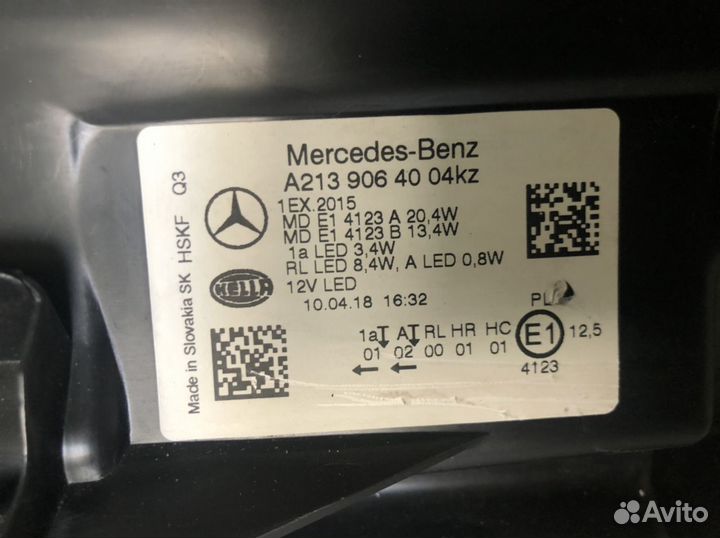 Mercedes-Benz
A213 906 40 04kz
1EX.2015
MD E1 4123 A 20,4W
MD E1 4123 B 13,4W
1a LED 3,4W
RL LED 8,4W, A LED 0,8W
12V LED
10.04.18 16:32
HELLA
Made in Slovakia SK HSKF Q3
1a A RL HR HC
01 02 00 01 01
E1 12,5
4123
Avito